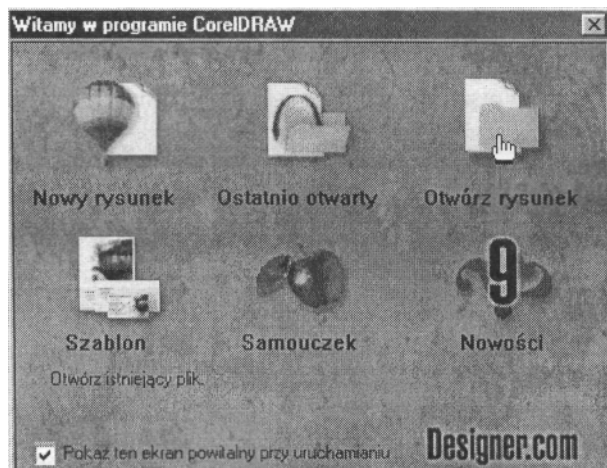 Witamy w programie CorelDRAW
Nowy rysunek Ostatnio otwarty Otwórz rysunek
9
Szablon Samouczek Nowości
Otwórz istniejący plik.
Pokaż ten ekran powitalny przy uruchamianiu
Designer.com